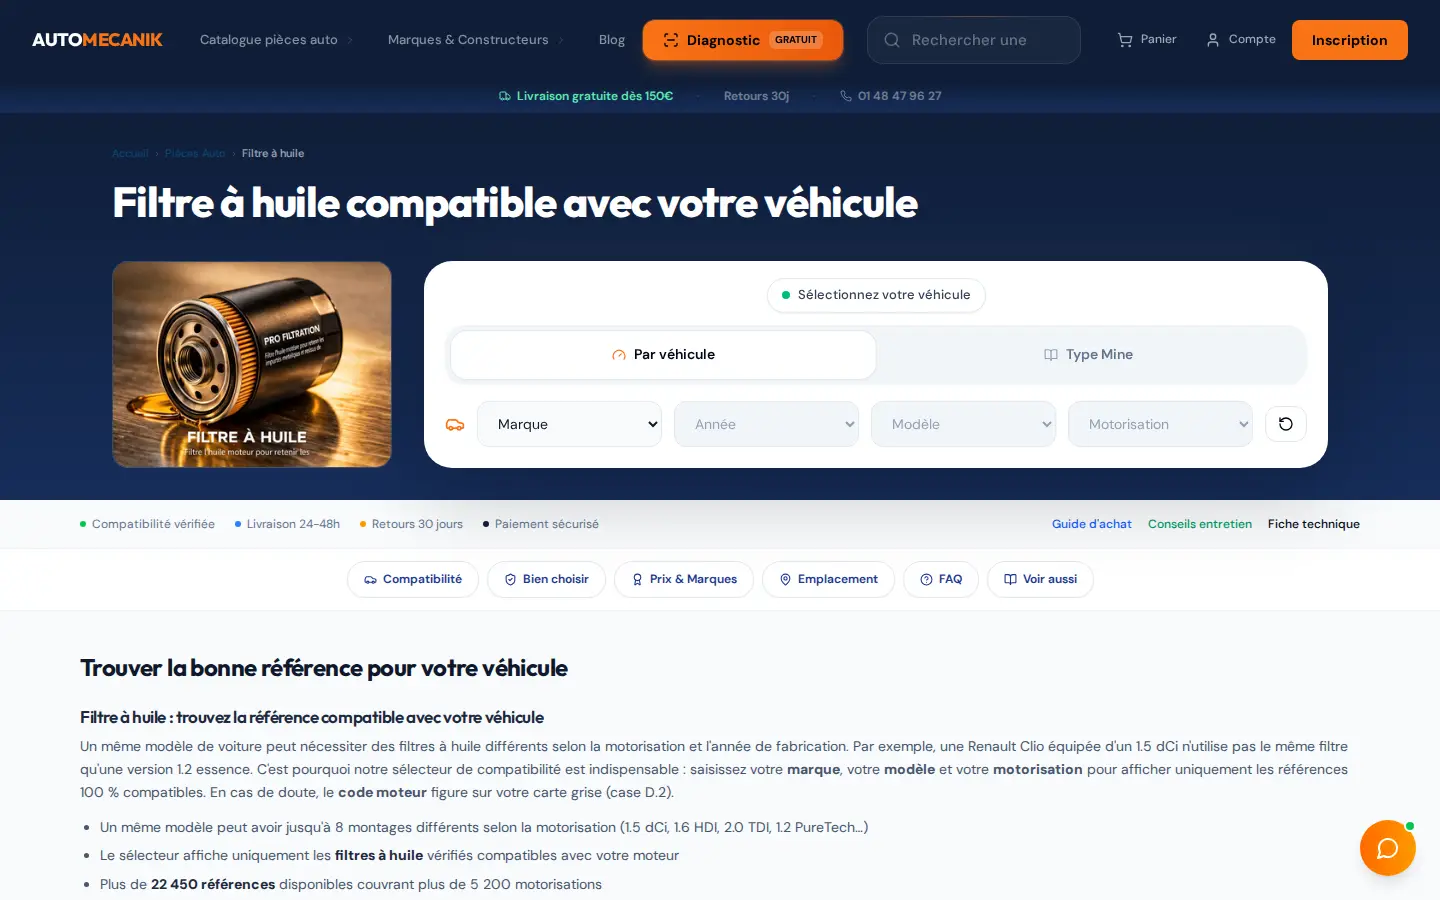 AUTOMECANIK
Catalogue pièces auto
Marques & Constructeurs
Blog
Diagnostic GRATUIT
Rechercher une
Panier
Compte
Inscription
Livraison gratuite dès 150€ · Retours 30j · 01 48 47 96 27
Accueil › Pièces Auto › Filtre à huile
Filtre à huile compatible avec votre véhicule
PRO FILTRATION
FILTRE À HUILE
Filtre l'huile moteur pour retenir les
Sélectionnez votre véhicule
Par véhicule
Type Mine
Marque
Année
Modèle
Motorisation
Compatibilité vérifiée
Livraison 24-48h
Retours 30 jours
Paiement sécurisé
Guide d'achat
Conseils entretien
Fiche technique
Compatibilité
Bien choisir
Prix & Marques
Emplacement
FAQ
Voir aussi
Trouver la bonne référence pour votre véhicule
Filtre à huile : trouvez la référence compatible avec votre véhicule
Un même modèle de voiture peut nécessiter des filtres à huile différents selon la motorisation et l'année de fabrication. Par exemple, une Renault Clio équipée d'un 1.5 dCi n'utilise pas le même filtre
qu'une version 1.2 essence. C'est pourquoi notre sélecteur de compatibilité est indispensable : saisissez votre marque, votre modèle et votre motorisation pour afficher uniquement les références
100 % compatibles. En cas de doute, le code moteur figure sur votre carte grise (case D.2).
• Un même modèle peut avoir jusqu'à 8 montages différents selon la motorisation (1.5 dCi, 1.6 HDI, 2.0 TDI, 1.2 PureTech…)
• Le sélecteur affiche uniquement les filtres à huile vérifiés compatibles avec votre moteur
• Plus de 22 450 références disponibles couvrant plus de 5 200 motorisations